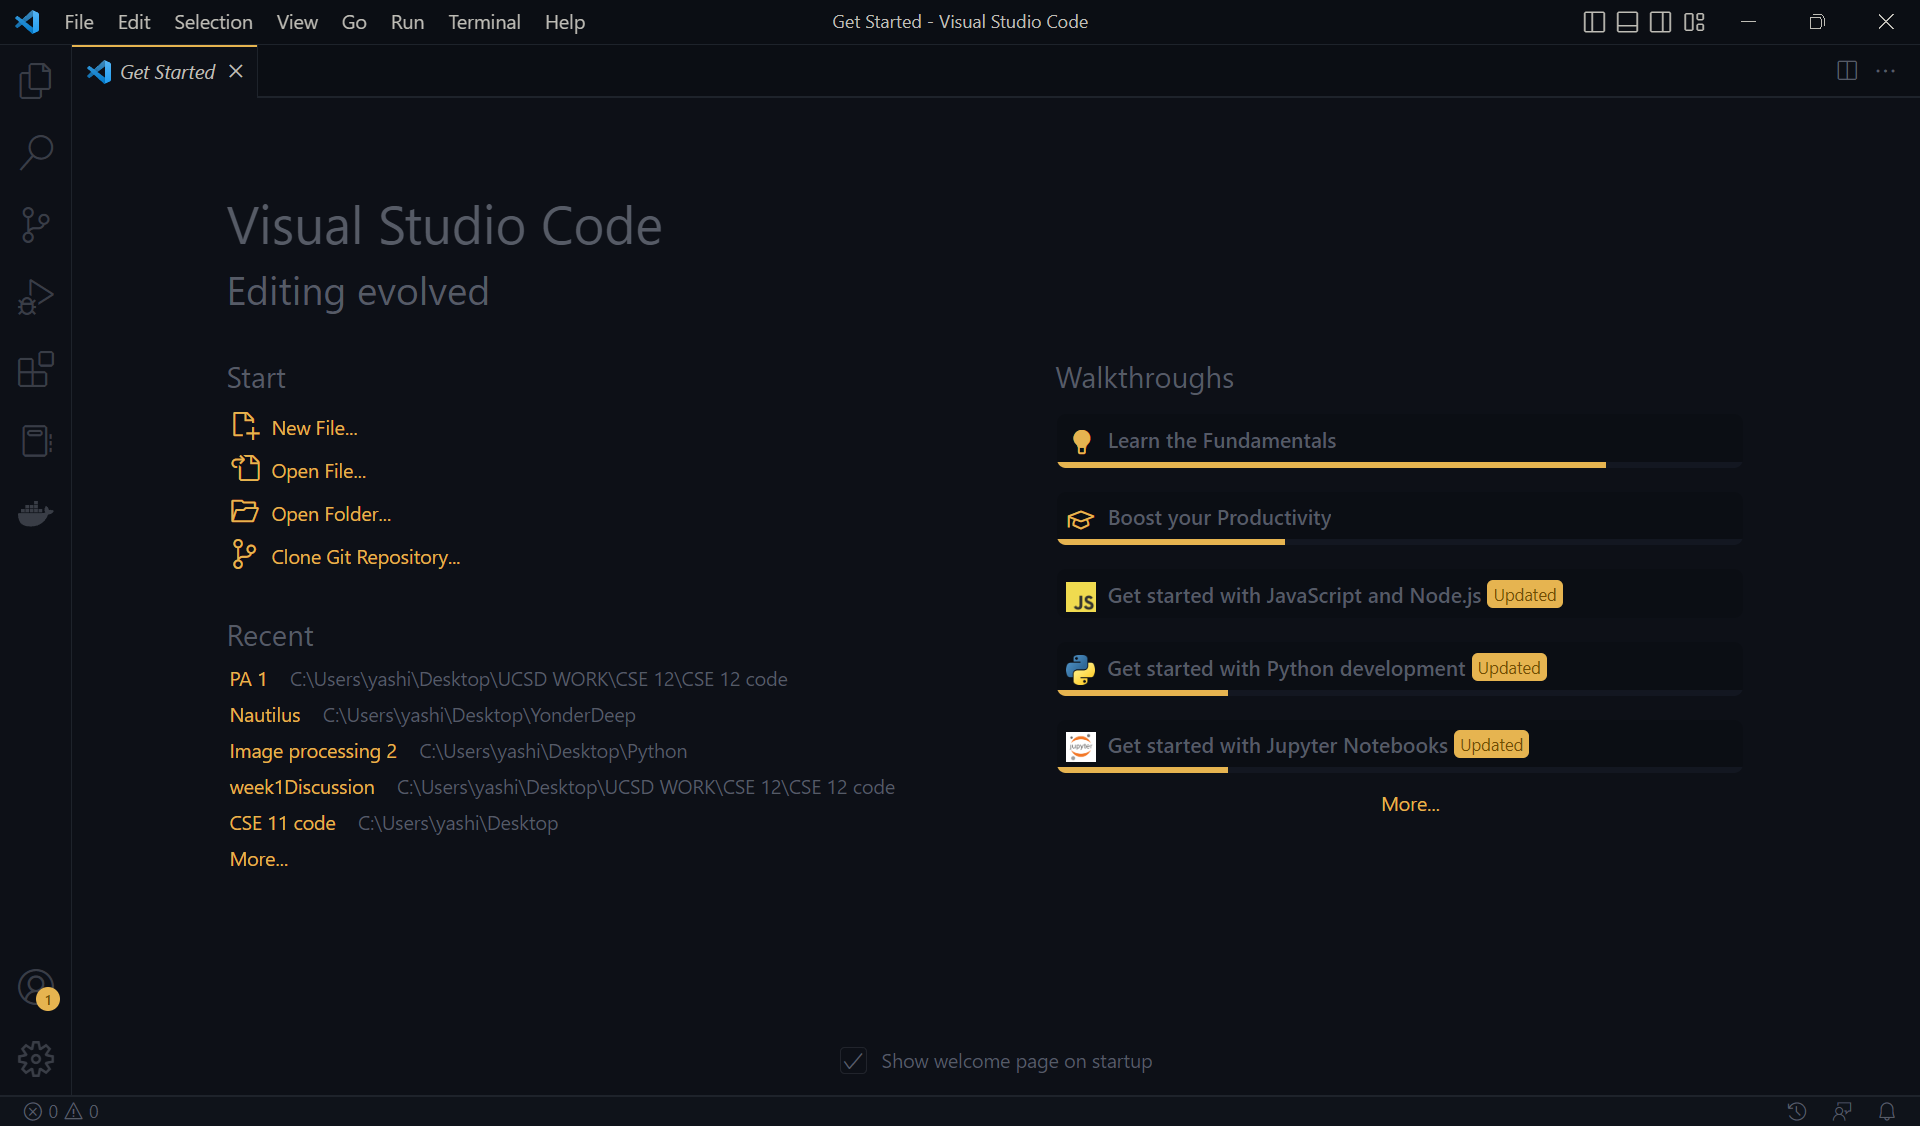 File Edit Selection View Go Run Terminal Help
Get Started - Visual Studio Code
Get Started
Visual Studio Code
Editing evolved
Start
New File...
Open File...
Open Folder...
Clone Git Repository...
Recent
PA 1 C:\Users\yashi\Desktop\UCSD WORK\CSE 12\CSE 12 code
Nautilus C:\Users\yashi\Desktop\YonderDeep
Image processing 2 C:\Users\yashi\Desktop\Python
week1Discussion C:\Users\yashi\Desktop\UCSD WORK\CSE 12\CSE 12 code
CSE 11 code C:\Users\yashi\Desktop
More...
Walkthroughs
Learn the Fundamentals
Boost your Productivity
JS Get started with JavaScript and Node.js Updated
Get started with Python development Updated
jupyter Get started with Jupyter Notebooks Updated
More...
1
Show welcome page on startup
0 0